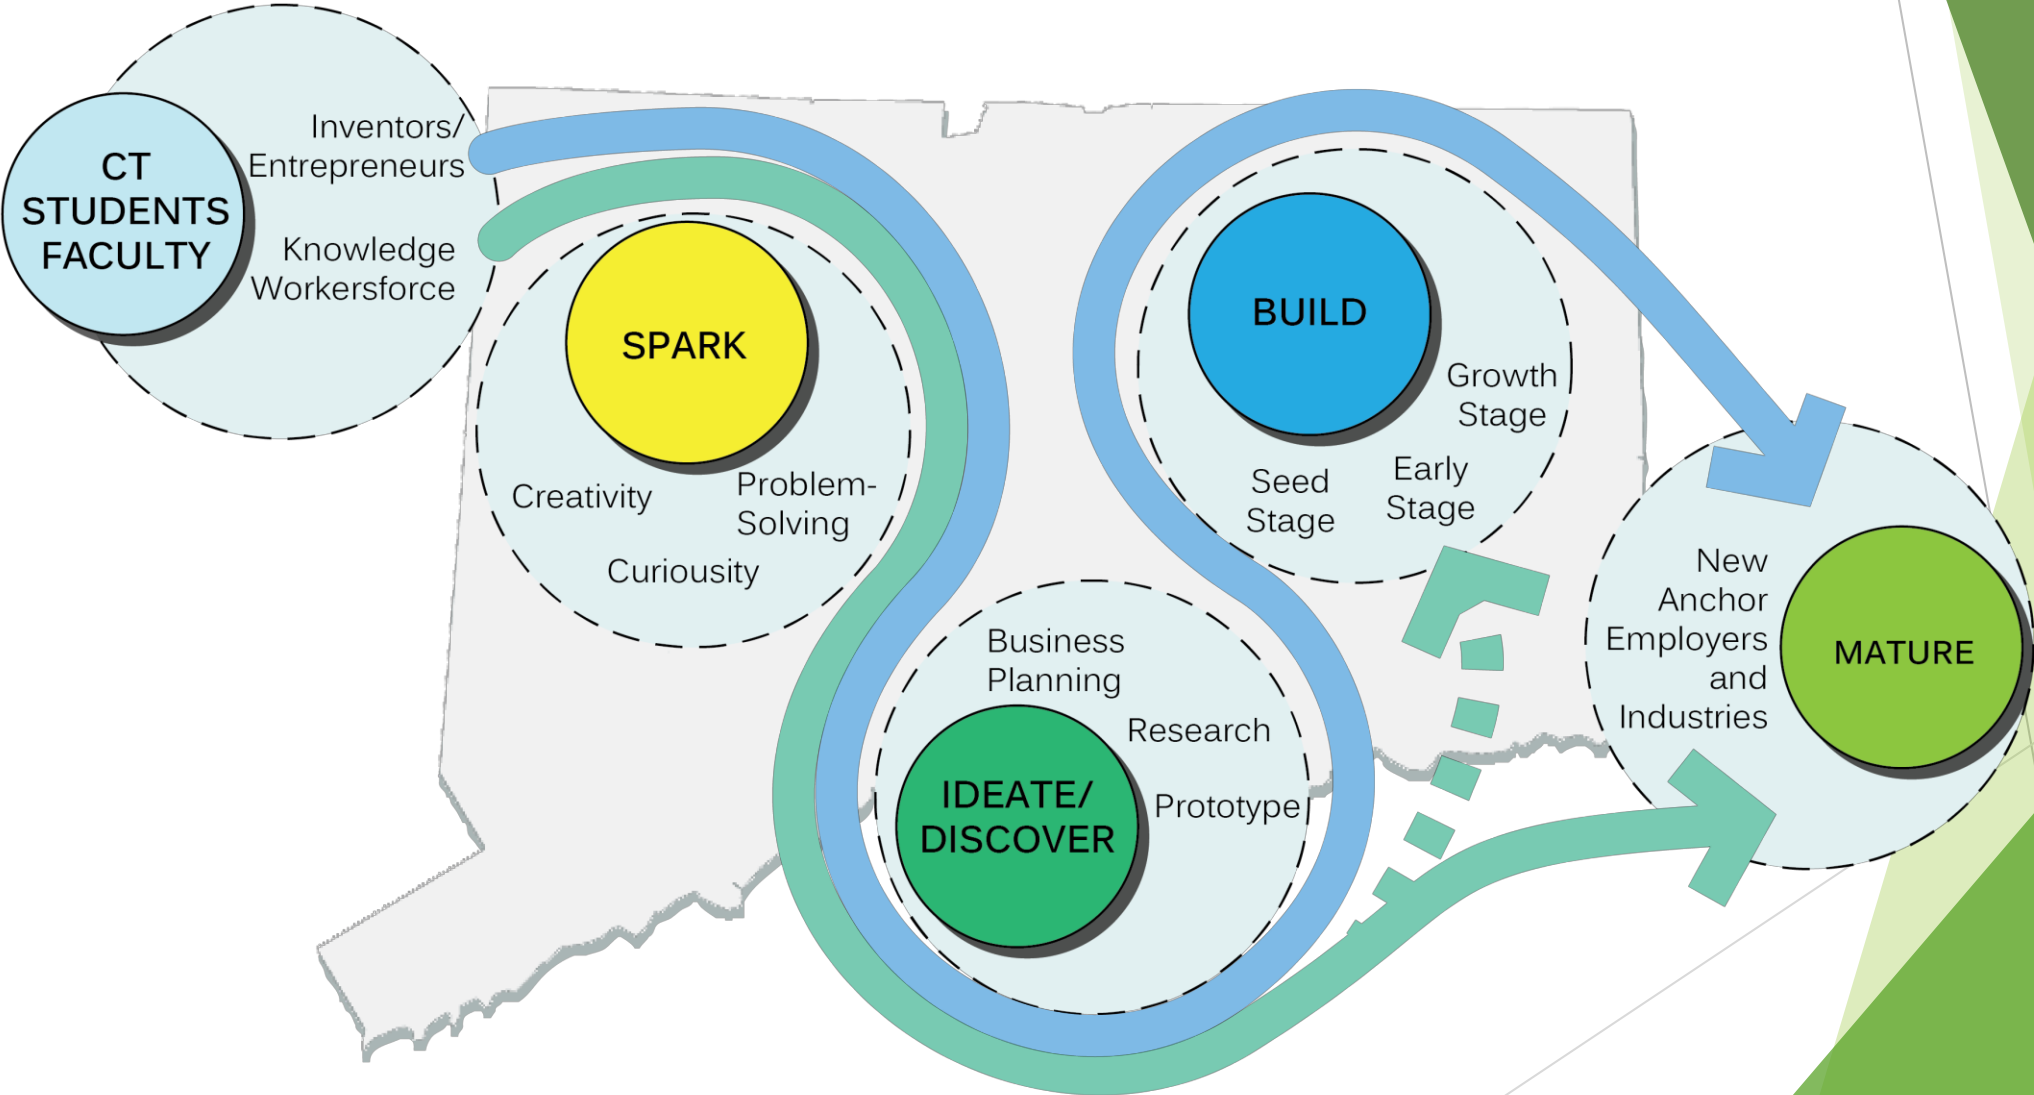 CT
STUDENTS
FACULTY
Inventors/
Entrepreneurs
Knowledge
Workersforce
SPARK
Creativity
Problem-
Solving
Curiousity
IDEATE/
DISCOVER
Business
Planning
Research
Prototype
BUILD
Seed
Stage
Early
Stage
Growth
Stage
MATURE
New
Anchor
Employers
and
Industries